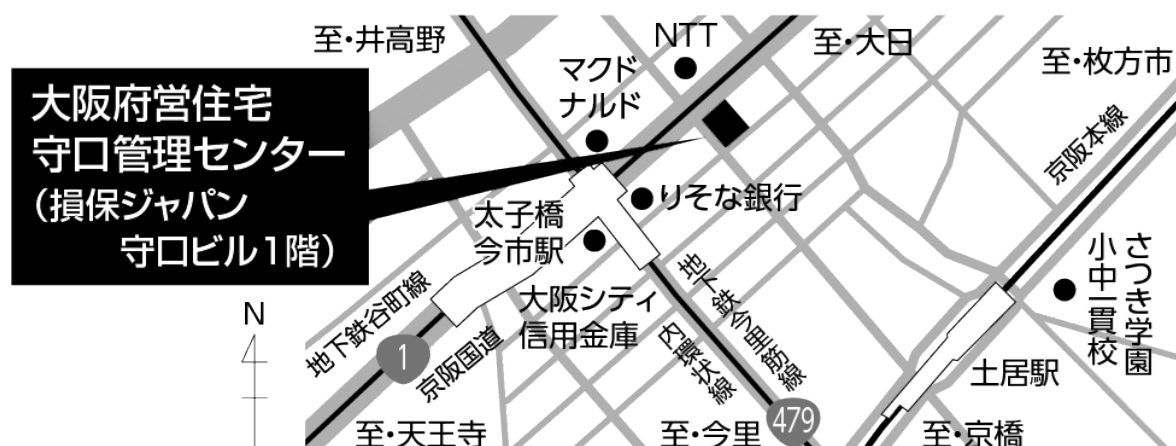 至・井高野
NTT
至・大日
マクド
ナルド
至・枚方市
大阪府営住宅
守口管理センター
（損保ジャパン
守口ビル1階）
京阪本線
りそな銀行
太子橋
今市駅
さつき学園
小中一貫校
地下鉄谷町線
大阪シティ
信用金庫
地下鉄今里筋線
内環状線
N
1
京阪国道
土居駅
479
至・天王寺
至・今里
至・京橋